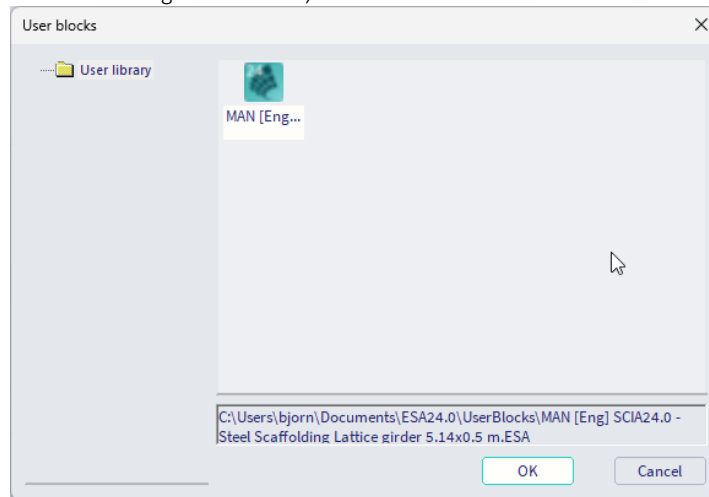 User blocks
User library
MAN [Eng...
C:\Users\bjorn\Documents\ESA24.0\UserBlocks\MAN [Eng] SCIA24.0 -
Steel Scaffolding Lattice girder 5.14x0.5 m.ESA
OK Cancel